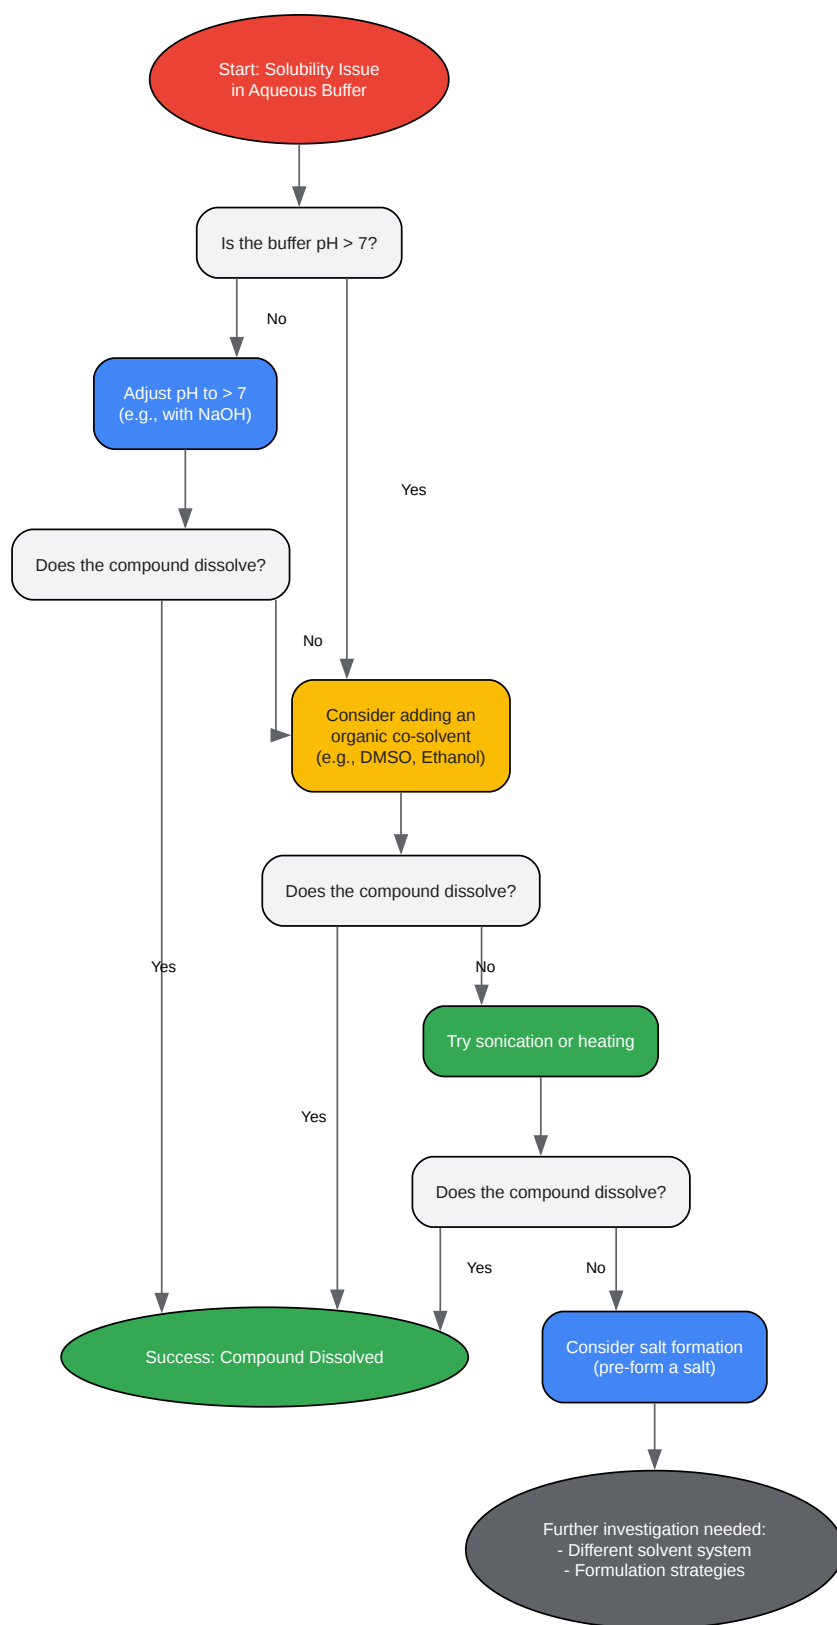 Start: Solubility Issue
in Aqueous Buffer
Is the buffer pH > 7?
No
Adjust pH to > 7
(e.g., with NaOH)
Yes
Does the compound dissolve?
No
Consider adding an
organic co-solvent
(e.g., DMSO, Ethanol)
Does the compound dissolve?
Yes
No
Try sonication or heating
Yes
Does the compound dissolve?
Yes
No
Success: Compound Dissolved
Consider salt formation
(pre-form a salt)
Further investigation needed:
- Different solvent system
- Formulation strategies